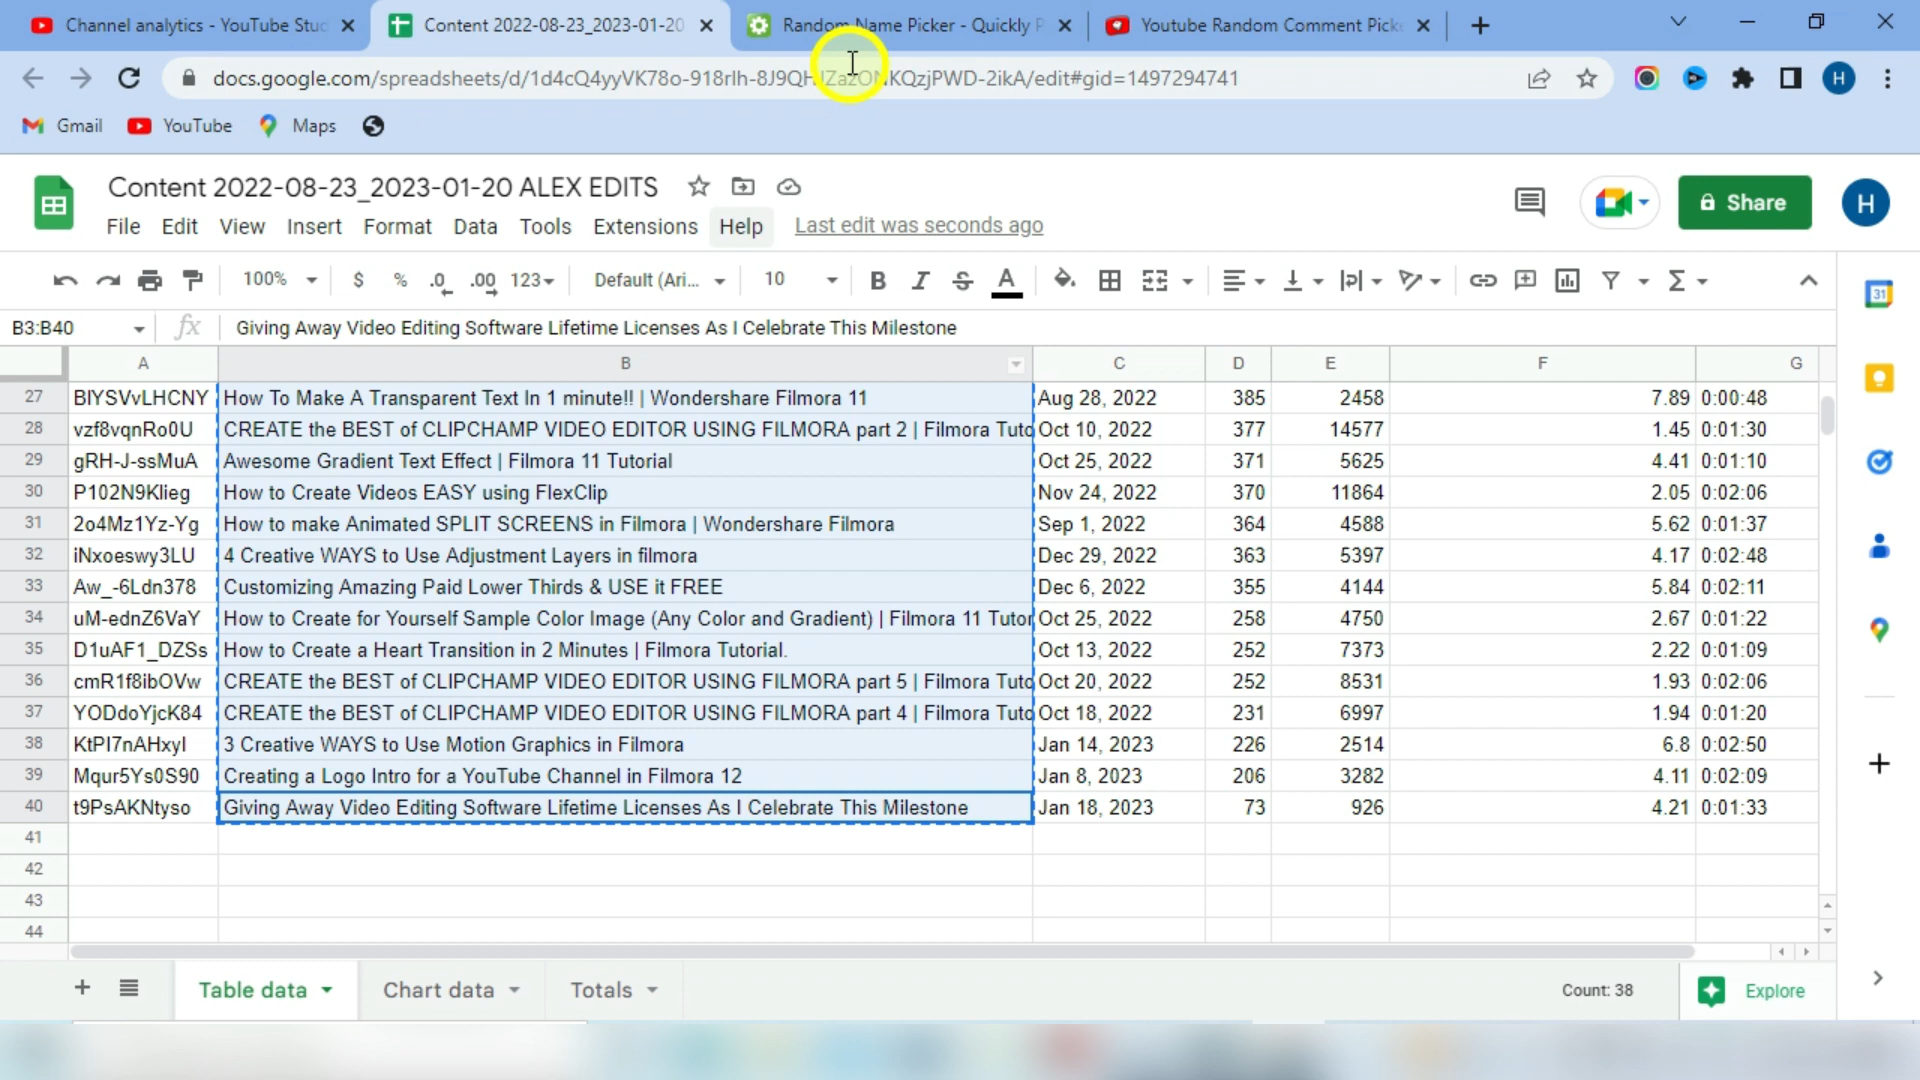 Channel analytics - YouTube Stud
Content 2022-08-23_2023-01-20
Random Name Picker - Quickly P
Youtube Random Comment Picke
docs.google.com/spreadsheets/d/1d4cQ4yyVK78o-918rlh-8J9QHJZazONKQzjPWD-2ikA/edit#gid=1497294741
H
Gmail YouTube Maps
Content 2022-08-23_2023-01-20 ALEX EDITS
Share
H
File Edit View Insert Format Data Tools Extensions Help Last edit was seconds ago
100% $ % .0 .00 123 Default (Ari... 10 B I S A
31
B3:B40 fx Giving Away Video Editing Software Lifetime Licenses As I Celebrate This Milestone
A B C D E F G
27 BlYSVvLHCNY How To Make A Transparent Text In 1 minute!! | Wondershare Filmora 11 Aug 28, 2022 385 2458 7.89 0:00:48
28 vzf8vqnRo0U CREATE the BEST of CLIPCHAMP VIDEO EDITOR USING FILMORA part 2 | Filmora Tuto Oct 10, 2022 377 14577 1.45 0:01:30
29 gRH-J-ssMuA Awesome Gradient Text Effect | Filmora 11 Tutorial Oct 25, 2022 371 5625 4.41 0:01:10
30 P102N9Klieg How to Create Videos EASY using FlexClip Nov 24, 2022 370 11864 2.05 0:02:06
31 2o4Mz1Yz-Yg How to make Animated SPLIT SCREENS in Filmora | Wondershare Filmora Sep 1, 2022 364 4588 5.62 0:01:37
32 iNxoeswy3LU 4 Creative WAYS to Use Adjustment Layers in filmora Dec 29, 2022 363 5397 4.17 0:02:48
33 Aw_-6Ldn378 Customizing Amazing Paid Lower Thirds & USE it FREE Dec 6, 2022 355 4144 5.84 0:02:11
34 uM-ednZ6VaY How to Create for Yourself Sample Color Image (Any Color and Gradient) | Filmora 11 Tutor Oct 25, 2022 258 4750 2.67 0:01:22
35 D1uAF1_DZSs How to Create a Heart Transition in 2 Minutes | Filmora Tutorial. Oct 13, 2022 252 7373 2.22 0:01:09
36 cmR1f8ibOVw CREATE the BEST of CLIPCHAMP VIDEO EDITOR USING FILMORA part 5 | Filmora Tuto Oct 20, 2022 252 8531 1.93 0:02:06
37 YODdoYjcK84 CREATE the BEST of CLIPCHAMP VIDEO EDITOR USING FILMORA part 4 | Filmora Tuto Oct 18, 2022 231 6997 1.94 0:01:20
38 KtPI7nAHxyI 3 Creative WAYS to Use Motion Graphics in Filmora Jan 14, 2023 226 2514 6.8 0:02:50
39 Mqur5Ys0S90 Creating a Logo Intro for a YouTube Channel in Filmora 12 Jan 8, 2023 206 3282 4.11 0:02:09
40 t9PsAKNtyso Giving Away Video Editing Software Lifetime Licenses As I Celebrate This Milestone Jan 18, 2023 73 926 4.21 0:01:33
41
42
43
44
Table data Chart data Totals Count: 38 Explore